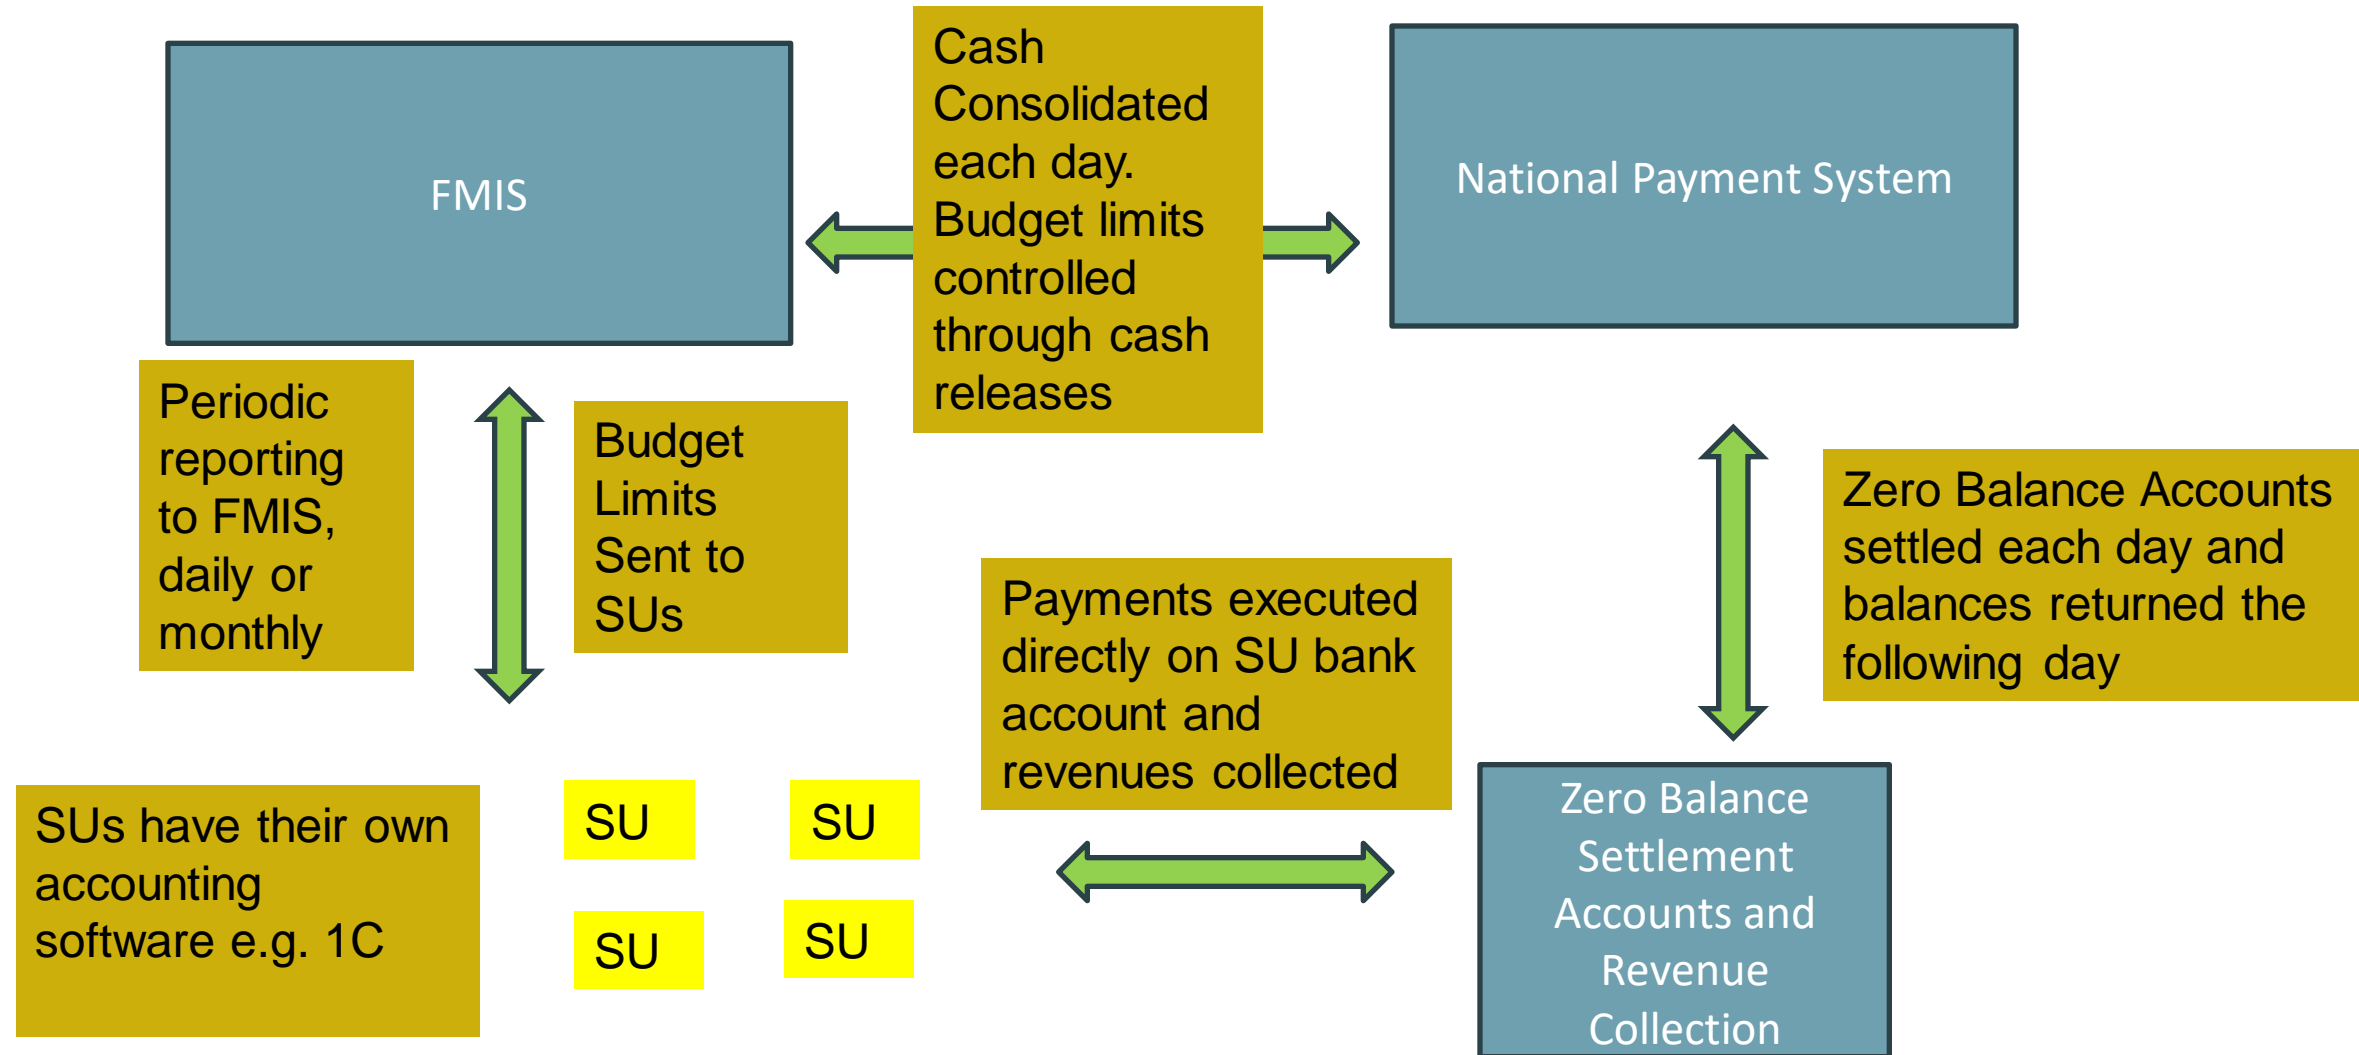 FMIS
Cash
Consolidated
each day.
Budget limits
controlled
through cash
releases
National Payment System
Periodic
reporting
to FMIS,
daily or
monthly
Budget
Limits
Sent to
SUs
Zero Balance Accounts
settled each day and
balances returned the
following day
Payments executed
directly on SU bank
account and
revenues collected
SUs have their own
accounting
software e.g. 1C
SU
SU
SU
SU
Zero Balance
Settlement
Accounts and
Revenue
Collection